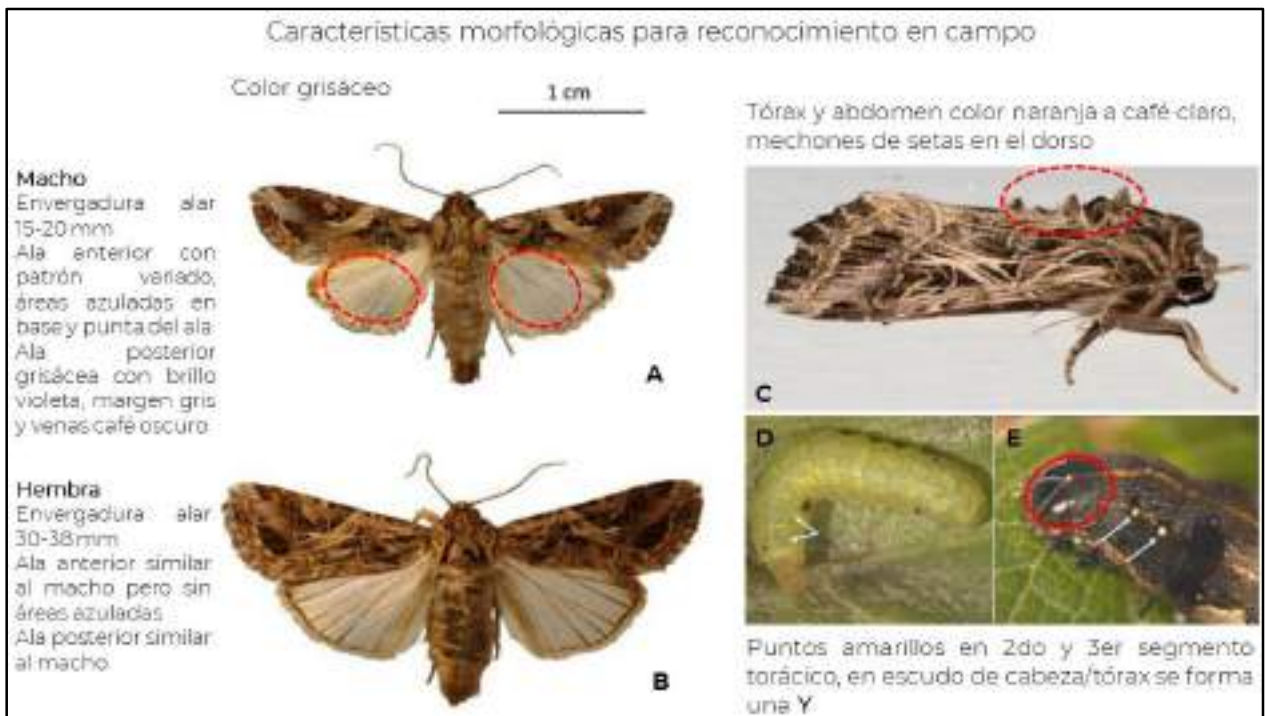 Características morfológicas para reconocimiento en campo
Color grisáceo
1 cm
Macho
Envergadura alar
15-20 mm
Ala anterior con
patrón variado,
áreas azuladas en
base y punta del ala
Ala posterior
grisácea con brillo
violeta, margen gris
y venas café oscuro
A
Hembra
Envergadura alar
30-38 mm
Ala anterior similar
al macho pero sin
áreas azuladas
Ala posterior similar
al macho
B
Tórax y abdomen color naranja a café claro,
mechones de setas en el dorso
C
D
E
Puntos amarillos en 2do y 3er segmento
torácico, en escudo de cabeza/tórax se forma
una Y